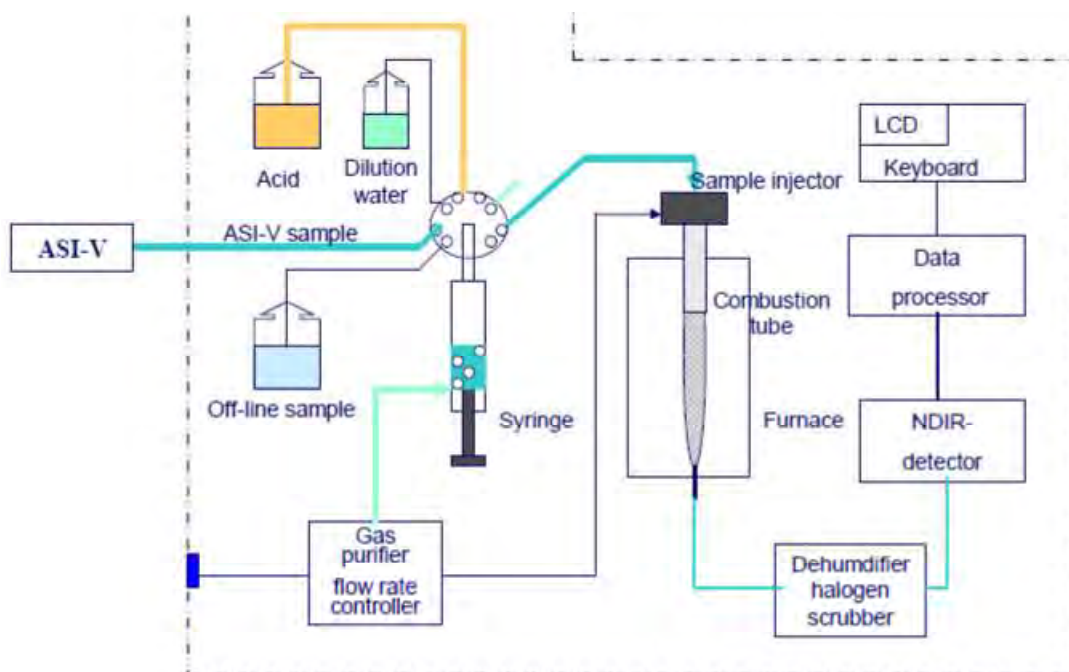 Acid
Dilution
water
LCD
Keyboard
Sample injector
ASI-V
ASI-V sample
Data
processor
Combustion
tube
Off-line sample
Syringe
Furnace
NDIR-
detector
Gas
purifier
flow rate
controller
Dehumdifier
halogen
scrubber